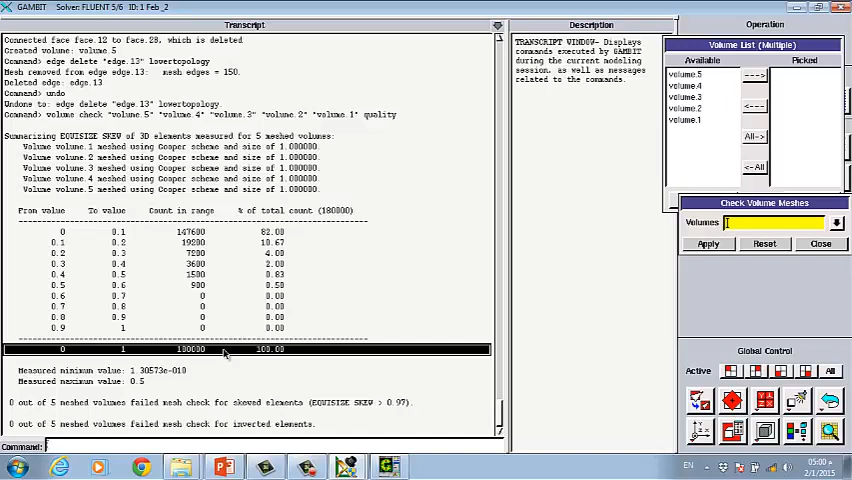 GAMBIT Solver: FLUENT 5/6 ID: 1 Feb _2
Transcript
Description
Operation
Connected face face.12 to face.28, which is deleted
Created volume: volume.5
Command> edge delete "edge.13" lowertopology
Mesh removed from edge edge.13: mesh edges = 150.
Deleted edge: edge.13
Command> undo
Undone to: edge delete "edge.13" lowertopology.
Command> volume check "volume.5" "volume.4" "volume.3" "volume.2" "volume.1" quality
Summarizing EQUISIZE SKEW of 3D elements measured for 5 meshed volumes:
Volume volume.1 meshed using Cooper scheme and size of 1.000000.
Volume volume.2 meshed using Cooper scheme and size of 1.000000.
Volume volume.3 meshed using Cooper scheme and size of 1.000000.
Volume volume.4 meshed using Cooper scheme and size of 1.000000.
Volume volume.5 meshed using Cooper scheme and size of 1.000000.
From value To value Count in range % of total count (180000)
0 0.1 147600 82.00
0.1 0.2 19200 10.67
0.2 0.3 7200 4.00
0.3 0.4 3600 2.00
0.4 0.5 1500 0.83
0.5 0.6 900 0.50
0.6 0.7 0 0.00
0.7 0.8 0 0.00
0.8 0.9 0 0.00
0.9 1 0 0.00
0 1 180000 100.00
Measured minimum value: 1.30573e-010
Measured maximum value: 0.5
0 out of 5 meshed volumes failed mesh check for skewed elements (EQUISIZE SKEW > 0.97).
0 out of 5 meshed volumes failed mesh check for inverted elements.
Command:
TRANSCRIPT WINDOW- Displays
commands executed by GAMBIT
during the current modeling
session, as well as messages
related to the commands.
Volume List (Multiple)
Available Picked
volume.5
volume.4
volume.3
volume.2
volume.1
--->
<---
All->
<-All
Check Volume Meshes
Volumes
Apply Reset Close
Global Control
Active All
EN
05:00 م
2/1/2015